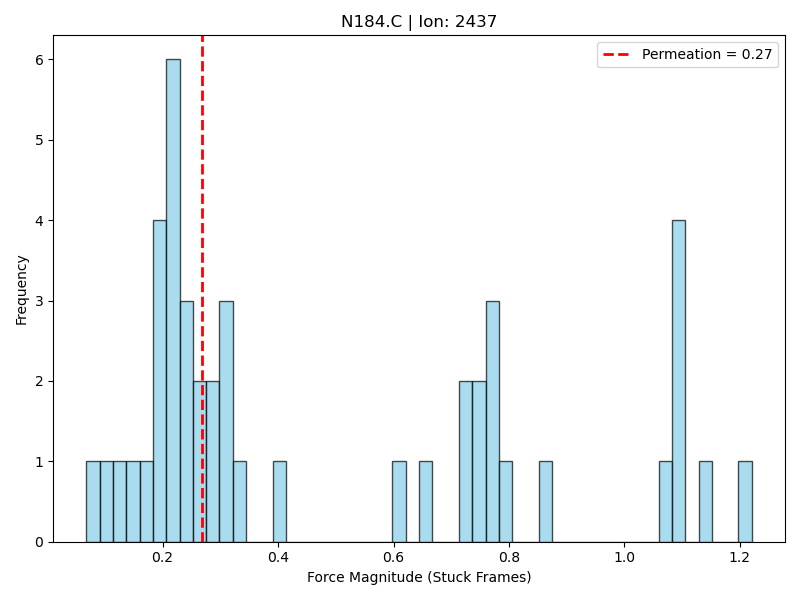 N184.C | Ion: 2437
Permeation = 0.27
Frequency
6
5
4
3
2
1
0
0.2 0.4 0.6 0.8 1.0 1.2
Force Magnitude (Stuck Frames)